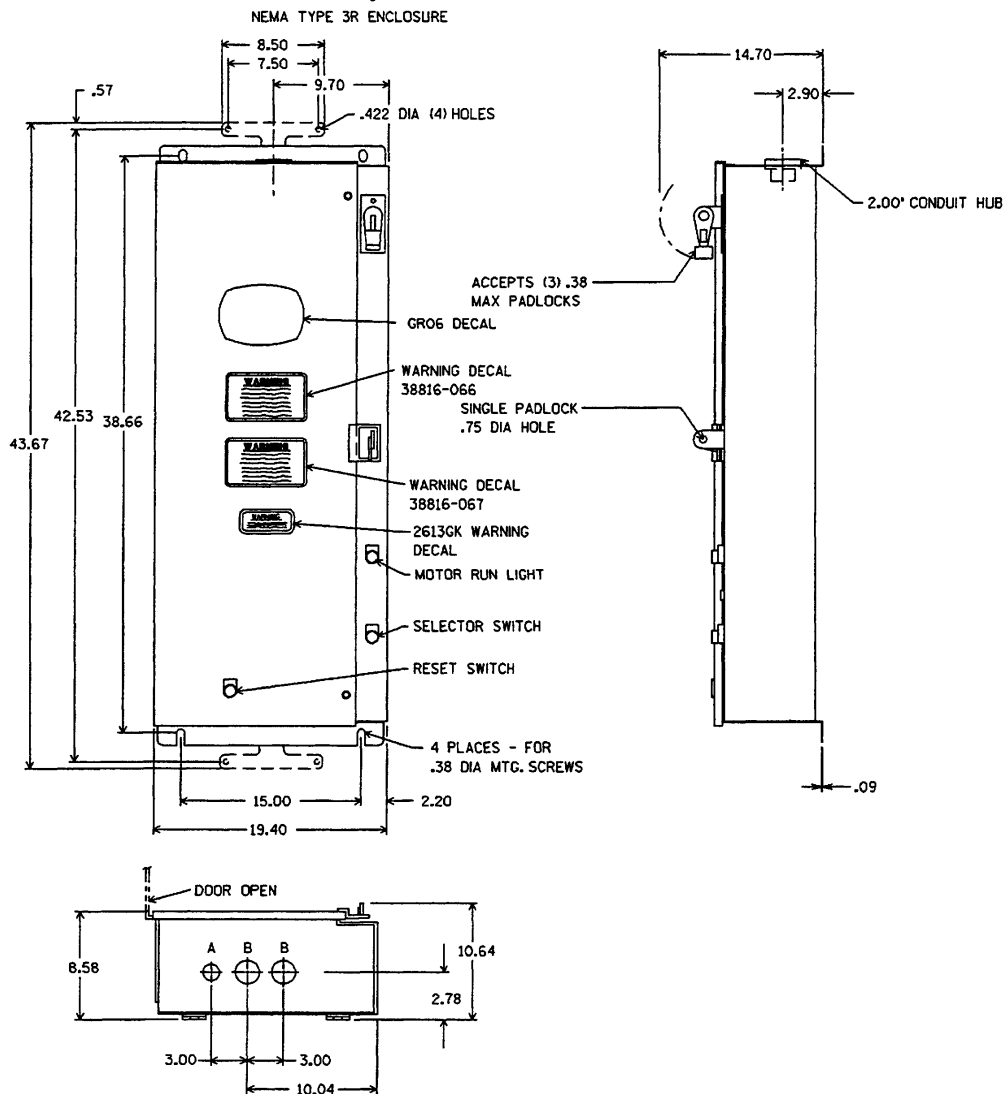 NEMA TYPE 3R ENCLOSURE
8.50
7.50
9.70
.57
.422 DIA (4) HOLES
14.70
2.90
2.00" CONDUIT HUB
ACCEPTS (3) .38
MAX PADLOCKS
GR06 DECAL
WARNING
WARNING DECAL
38816-066
SINGLE PADLOCK
.75 DIA HOLE
43.67
42.53
38.66
WARNING
WARNING DECAL
38816-067
2613GK WARNING
DECAL
MOTOR RUN LIGHT
SELECTOR SWITCH
RESET SWITCH
4 PLACES - FOR
.38 DIA MTG. SCREWS
15.00
2.20
19.40
.09
DOOR OPEN
A B B
8.58
10.64
2.78
3.00
3.00
10.04